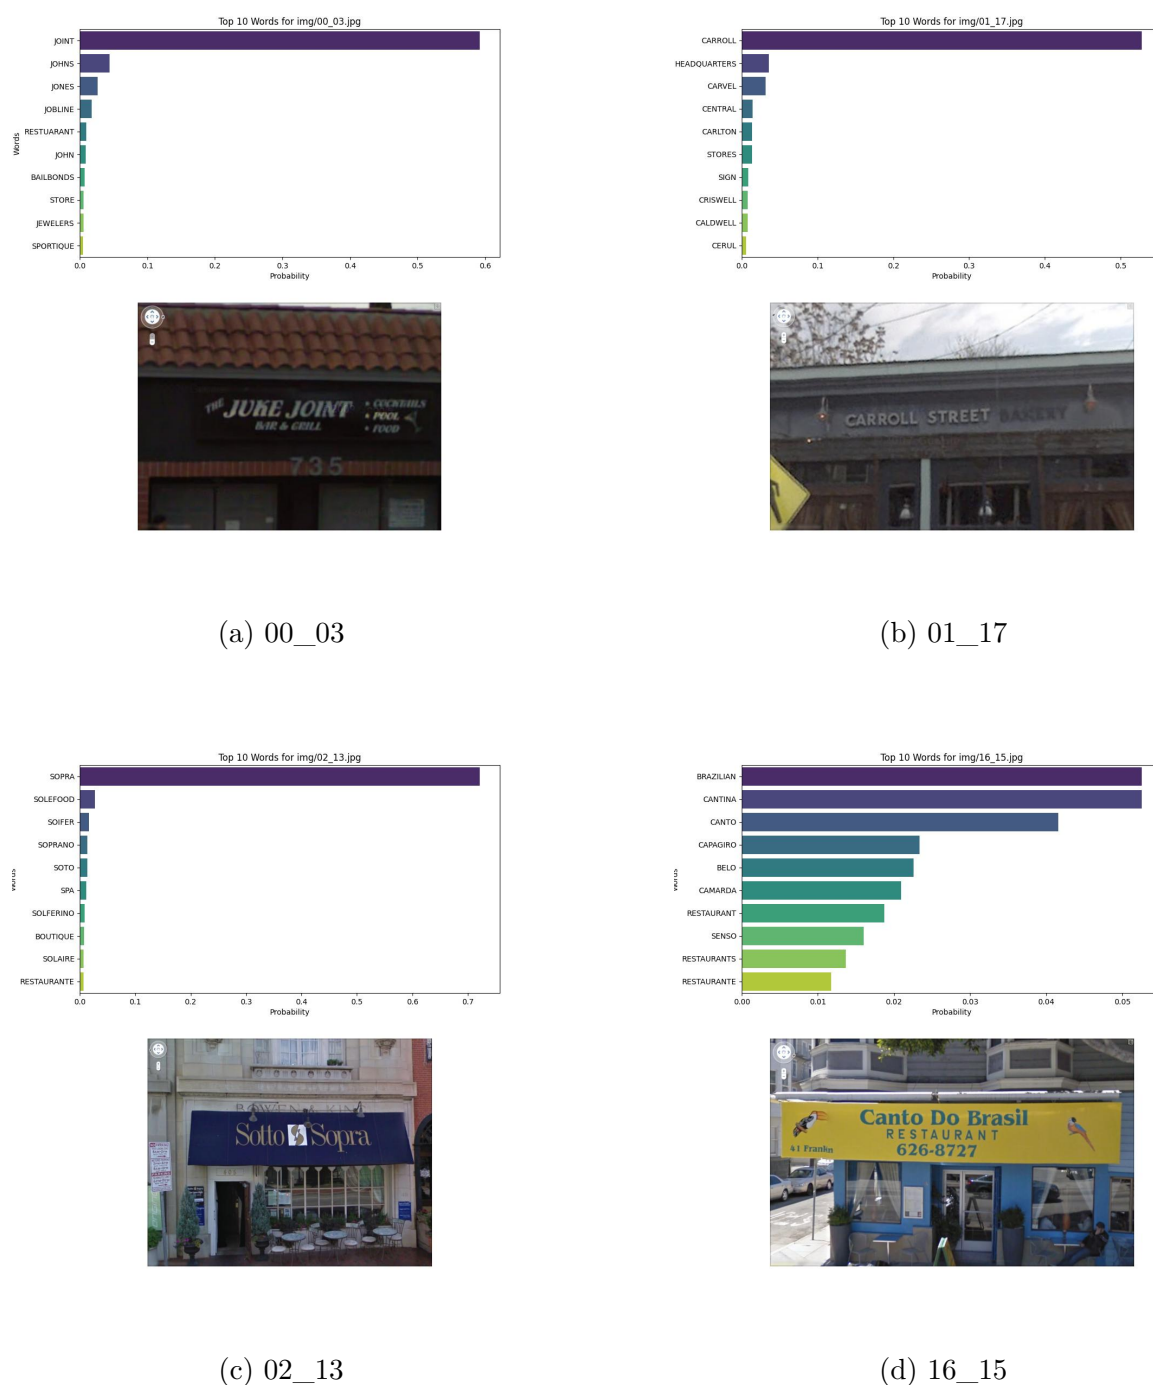 Top 10 Words for img/00_03.jpg
Words
JOINT
JOHNS
JONES
JOBLINE
RESTUARANT
JOHN
BAILBONDS
STORE
JEWELERS
SPORTIQUE
0.0 0.1 0.2 0.3 0.4 0.5 0.6
Probability
THE JUKE JOINT
BAR & GRILL
• COCKTAILS
• POOL
• FOOD
735
(a) 00_03
Top 10 Words for img/01_17.jpg
CARROLL
HEADQUARTERS
CARVEL
CENTRAL
CARLTON
STORES
SIGN
CRISWELL
CALDWELL
CERUL
0.0 0.1 0.2 0.3 0.4 0.5
Probability
CARROLL STREET BAKERY
(b) 01_17
Top 10 Words for img/02_13.jpg
Words
SOPRA
SOLEFOOD
SOIFER
SOPRANO
SOTO
SPA
SOLFERINO
BOUTIQUE
SOLAIRE
RESTAURANTE
0.0 0.1 0.2 0.3 0.4 0.5 0.6 0.7
Probability
Sotto Sopra
(c) 02_13
Top 10 Words for img/16_15.jpg
Words
BRAZILIAN
CANTINA
CANTO
CAPAGIRO
BELO
CAMARDA
RESTAURANT
SENSO
RESTAURANTS
RESTAURANTE
0.00 0.01 0.02 0.03 0.04 0.05
Probability
Canto Do Brasil
RESTAURANT
626-8727
41 Franklin
(d) 16_15